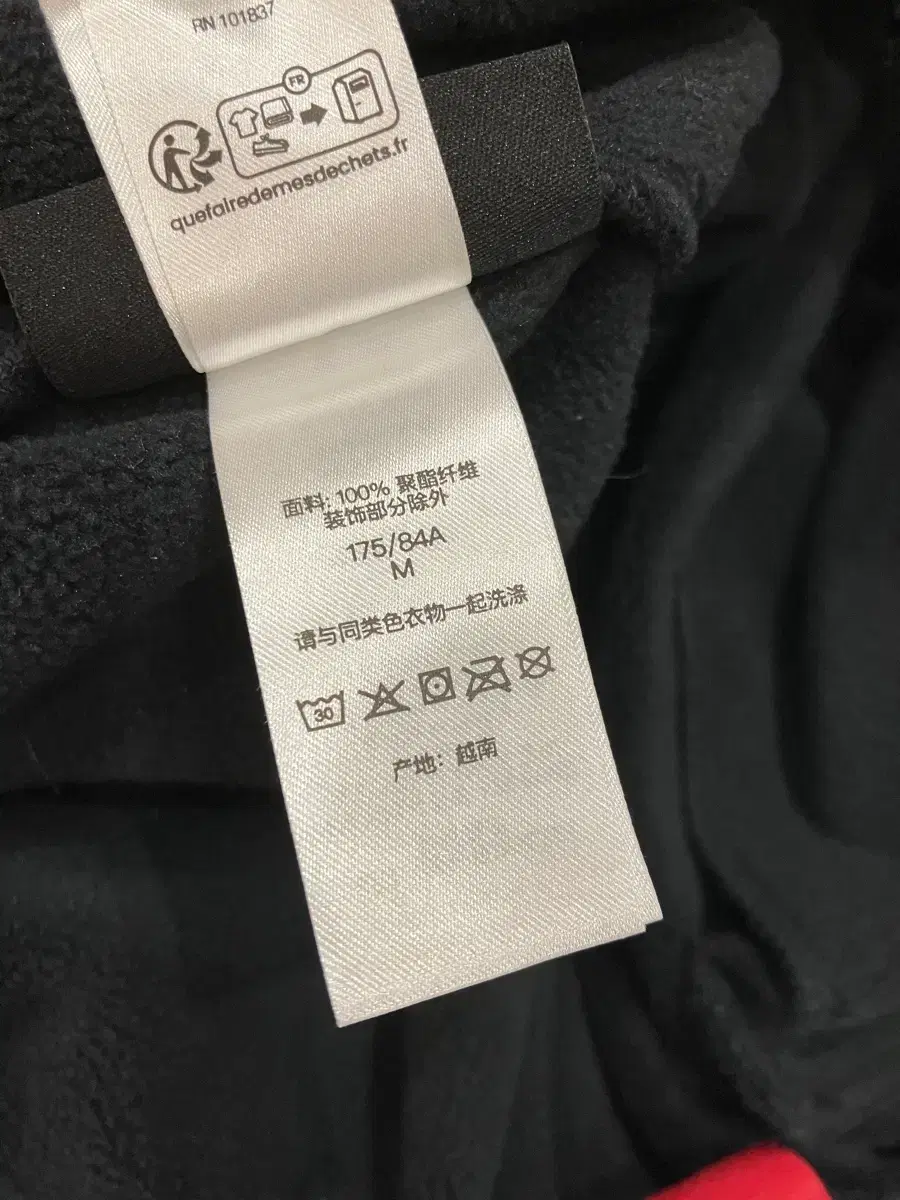 RN 101837
FR
quefairedemesdechets.fr
面料: 100% 聚酯纤维
装饰部分除外
175/84A
M
请与同类色衣物一起洗涤
30
产地: 越南